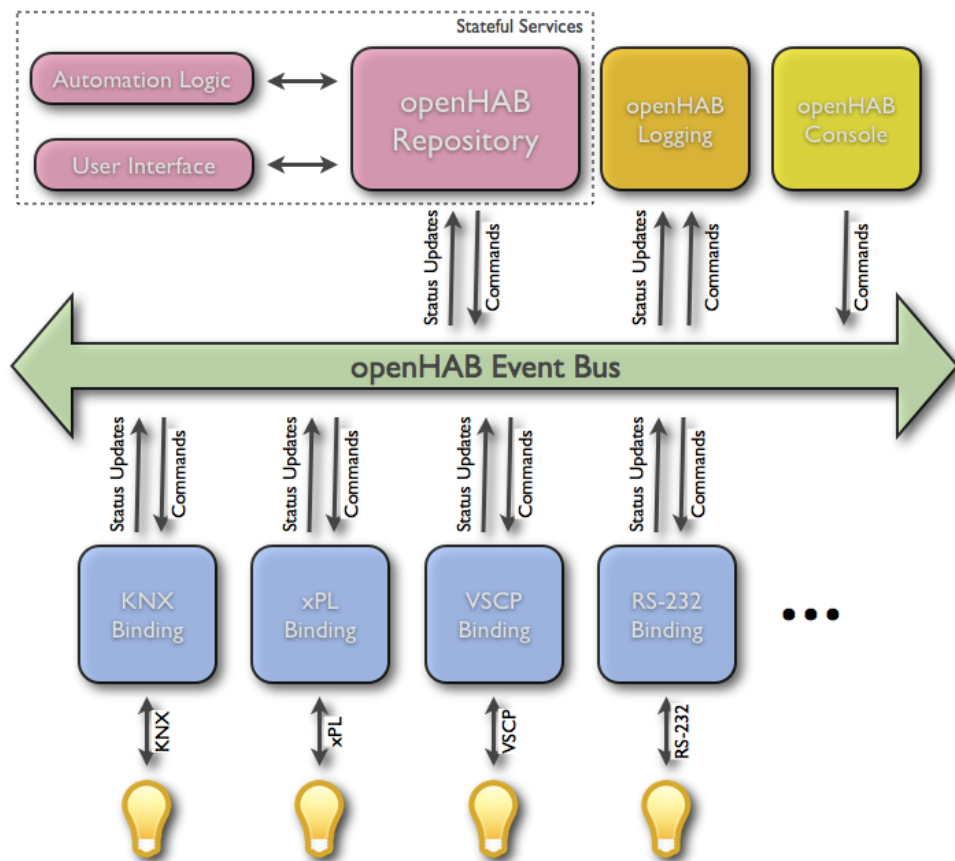 Stateful Services
Automation Logic
User Interface
openHAB
Repository
openHAB
Logging
openHAB
Console
Status Updates
Commands
Status Updates
Commands
Commands
openHAB Event Bus
Status Updates
Commands
Status Updates
Commands
Status Updates
Commands
Status Updates
Commands
KNX
Binding
xPL
Binding
VSCP
Binding
RS-232
Binding
...
KNX
xPL
VSCP
RS-232